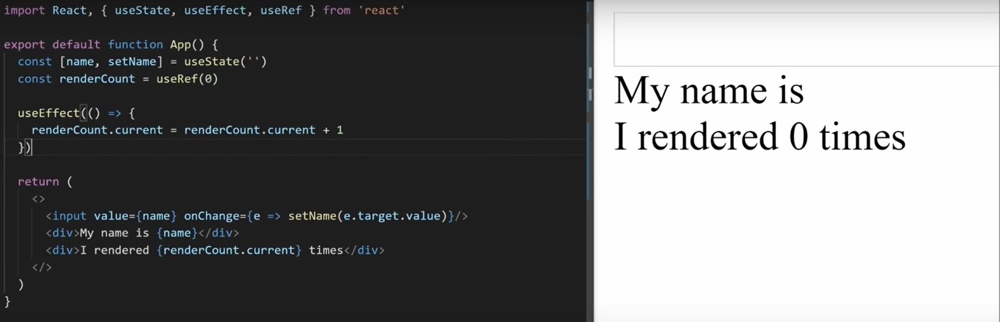 import React, { useState, useEffect, useRef } from 'react'
export default function App() {
const [name, setName] = useState('')
const renderCount = useRef(0)
useEffect(() => {
renderCount.current = renderCount.current + 1
})
return (
<>
<input value={name} onChange={e => setName(e.target.value)}/>
<div>My name is {name}</div>
<div>I rendered {renderCount.current} times</div>
</>
)
}
My name is
I rendered 0 times